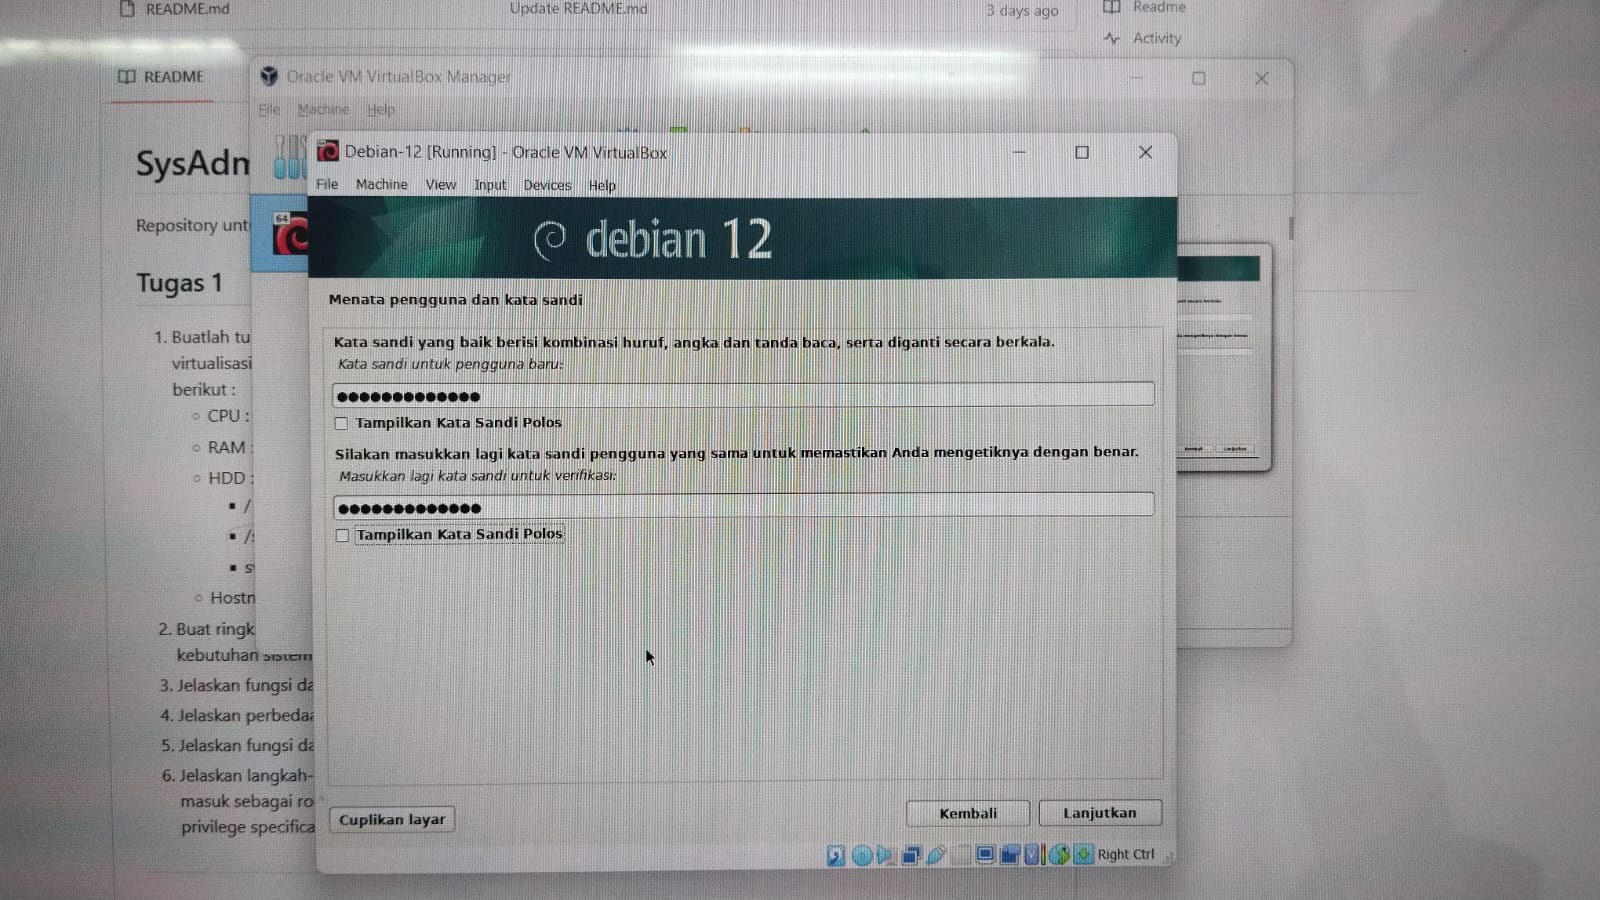 README.md
Update README.md
3 days ago
Readme
Activity
README
Oracle VM VirtualBox Manager
File Machine Help
SysAdm
Repository unt
Tugas 1
1. Buatlah tu
virtualisasi
berikut :
CPU :
RAM :
HDD :
/
/
s
Hostn
2. Buat ringk
kebutuhan sistem
3. Jelaskan fungsi da
4. Jelaskan perbedaa
5. Jelaskan fungsi da
6. Jelaskan langkah-
masuk sebagai ro
privilege specifica
64
Debian-12 [Running] - Oracle VM VirtualBox
File Machine View Input Devices Help
debian 12
Menata pengguna dan kata sandi
Kata sandi yang baik berisi kombinasi huruf, angka dan tanda baca, serta diganti secara berkala.
Kata sandi untuk pengguna baru:
Tampilkan Kata Sandi Polos
Silakan masukkan lagi kata sandi pengguna yang sama untuk memastikan Anda mengetiknya dengan benar.
Masukkan lagi kata sandi untuk verifikasi:
Tampilkan Kata Sandi Polos
Cuplikan layar
Kembali
Lanjutkan
Right Ctrl